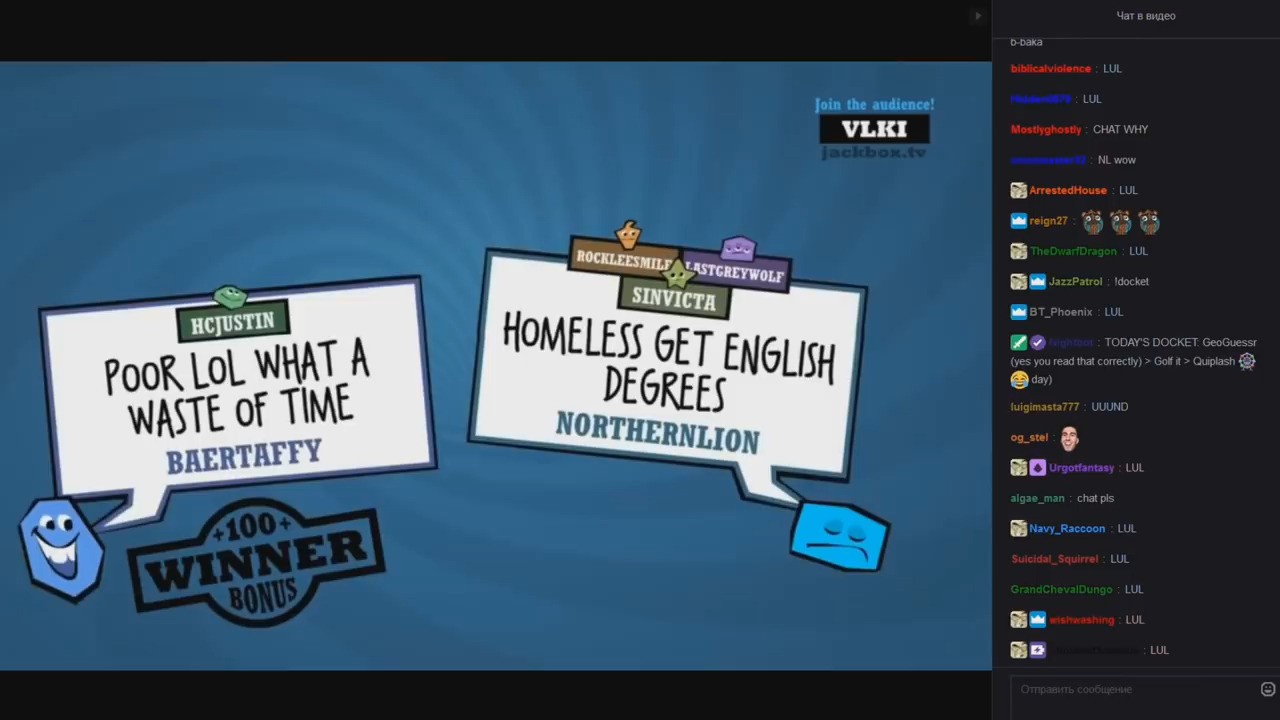 Join the audience!
VLKI
jackbox.tv
HCJUSTIN
POOR LOL WHAT A
WASTE OF TIME
BAERTAFFY
+100+
WINNER
BONUS
ROCKLEESMILE
LASTGREYWOLF
SINVICTA
HOMELESS GET ENGLISH
DEGREES
NORTHERNLION
Чат в видео
b-baka
biblicalviolence : LUL
: LUL
Mostlyghostly : CHAT WHY
: NL wow
ArrestedHouse : LUL
reign27 :
TheDwarfDragon : LUL
JazzPatrol : !docket
BT_Phoenix : LUL
Nightbot : TODAY'S DOCKET: GeoGuessr
(yes you read that correctly) > Golf it > Quiplash
day)
luigimasta777 : UUUND
og_stel :
Urgotfantasy : LUL
algae_man : chat pls
Navy_Raccoon : LUL
Suicidal_Squirrel : LUL
GrandChevalDungo : LUL
wishwashing : LUL
: LUL
Отправить сообщение